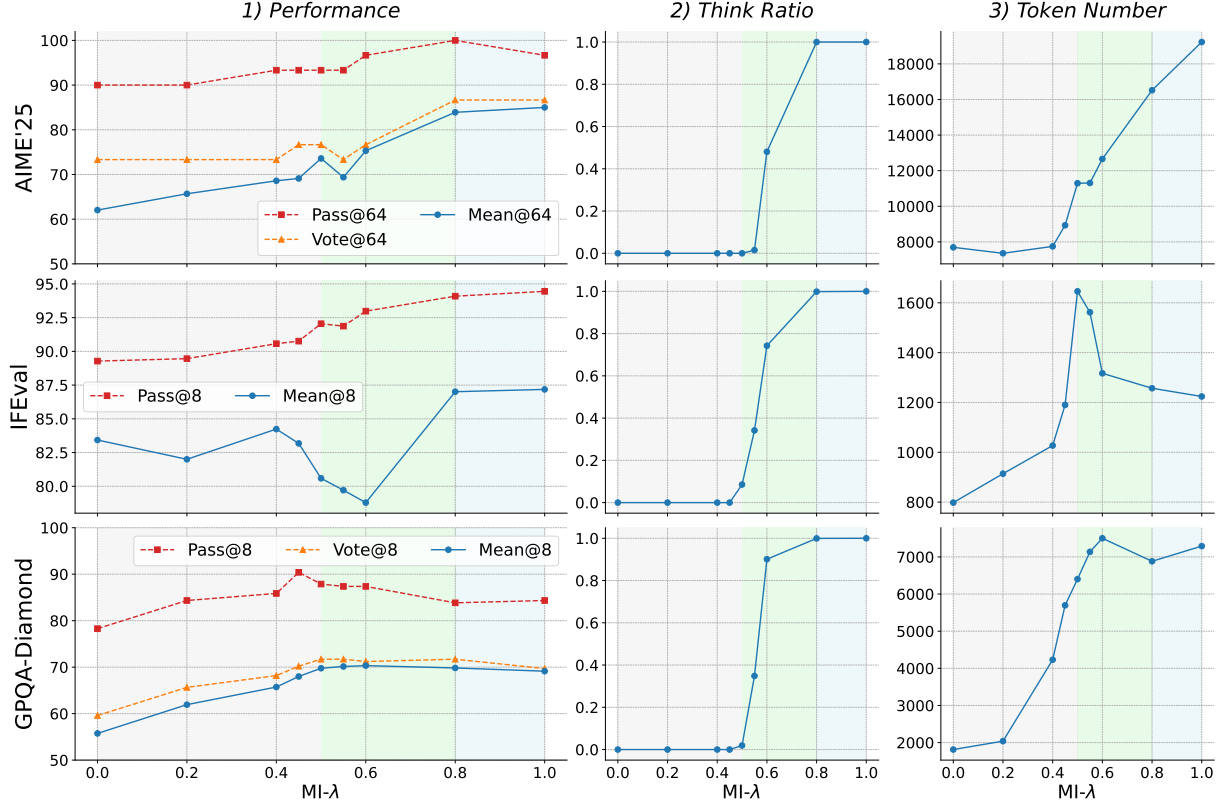 1) Performance
2) Think Ratio
3) Token Number
AIME'25
100
90
80
70
60
50
Pass@64
Mean@64
Vote@64
1.0
0.8
0.6
0.4
0.2
0.0
18000
16000
14000
12000
10000
8000
IFEval
95.0
92.5
90.0
87.5
85.0
82.5
80.0
Pass@8
Mean@8
1.0
0.8
0.6
0.4
0.2
0.0
1600
1400
1200
1000
800
GPQA-Diamond
100
90
80
70
60
50
Pass@8
Vote@8
Mean@8
0.0 0.2 0.4 0.6 0.8 1.0
MI-λ
1.0
0.8
0.6
0.4
0.2
0.0
0.0 0.2 0.4 0.6 0.8 1.0
MI-λ
7000
6000
5000
4000
3000
2000
0.0 0.2 0.4 0.6 0.8 1.0
MI-λ